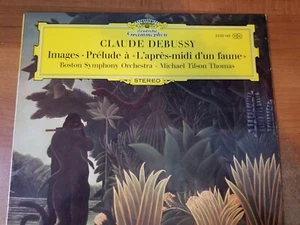 Deutsche
Grammophon
CLAUDE DEBUSSY
Images · Prélude à «L'après-midi d'un faune»
Boston Symphony Orchestra · Michael Tilson Thomas
STEREO